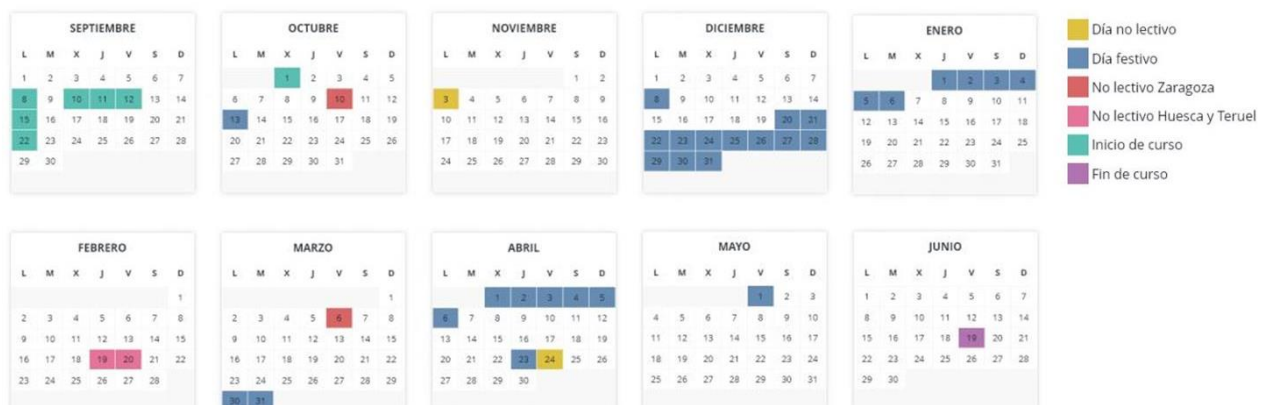 SEPTIEMBRE
L M X J V S D
1 2 3 4 5 6 7
8 9 10 11 12 13 14
15 16 17 18 19 20 21
22 23 24 25 26 27 28
29 30
OCTUBRE
L M X J V S D
1 2 3 4 5
6 7 8 9 10 11 12
13 14 15 16 17 18 19
20 21 22 23 24 25 26
27 28 29 30 31
NOVIEMBRE
L M X J V S D
1 2
3 4 5 6 7 8 9
10 11 12 13 14 15 16
17 18 19 20 21 22 23
24 25 26 27 28 29 30
DICIEMBRE
L M X J V S D
1 2 3 4 5 6 7
8 9 10 11 12 13 14
15 16 17 18 19 20 21
22 23 24 25 26 27 28
29 30 31
ENERO
L M X J V S D
1 2 3 4
5 6 7 8 9 10 11
12 13 14 15 16 17 18
19 20 21 22 23 24 25
26 27 28 29 30 31
Día no lectivo
Día festivo
No lectivo Zaragoza
No lectivo Huesca y Teruel
Inicio de curso
Fin de curso
FEBRERO
L M X J V S D
1
2 3 4 5 6 7 8
9 10 11 12 13 14 15
16 17 18 19 20 21 22
23 24 25 26 27 28
MARZO
L M X J V S D
1
2 3 4 5 6 7 8
9 10 11 12 13 14 15
16 17 18 19 20 21 22
23 24 25 26 27 28 29
30 31
ABRIL
L M X J V S D
1 2 3 4 5
6 7 8 9 10 11 12
13 14 15 16 17 18 19
20 21 22 23 24 25 26
27 28 29 30
MAYO
L M X J V S D
1 2 3
4 5 6 7 8 9 10
11 12 13 14 15 16 17
18 19 20 21 22 23 24
25 26 27 28 29 30 31
JUNIO
L M X J V S D
1 2 3 4 5 6 7
8 9 10 11 12 13 14
15 16 17 18 19 20 21
22 23 24 25 26 27 28
29 30